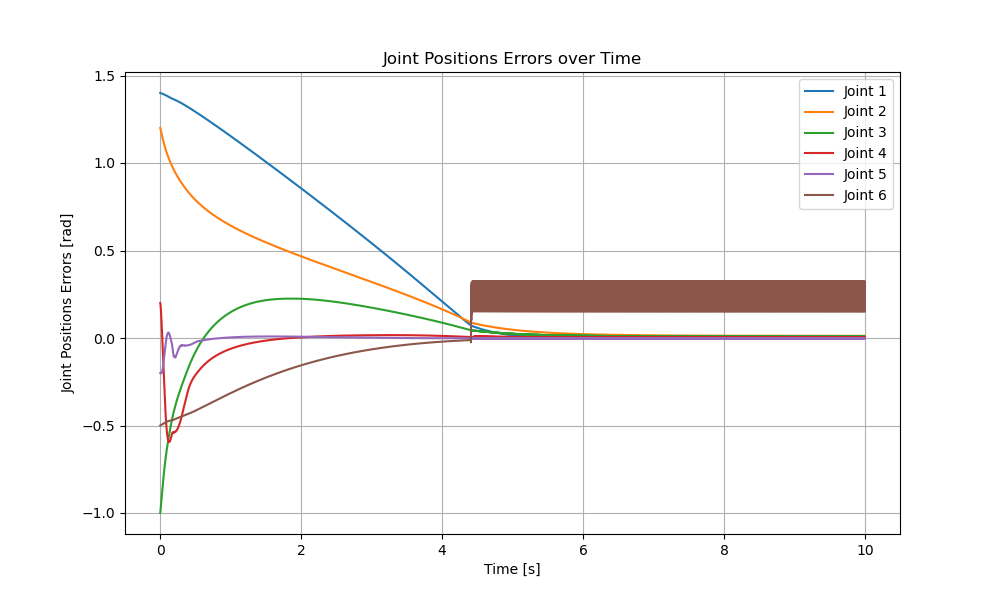 Joint Positions Errors over Time
Joint Positions Errors [rad]
1.5
1.0
0.5
0.0
−0.5
−1.0
0 2 4 6 8 10
Time [s]
Joint 1
Joint 2
Joint 3
Joint 4
Joint 5
Joint 6